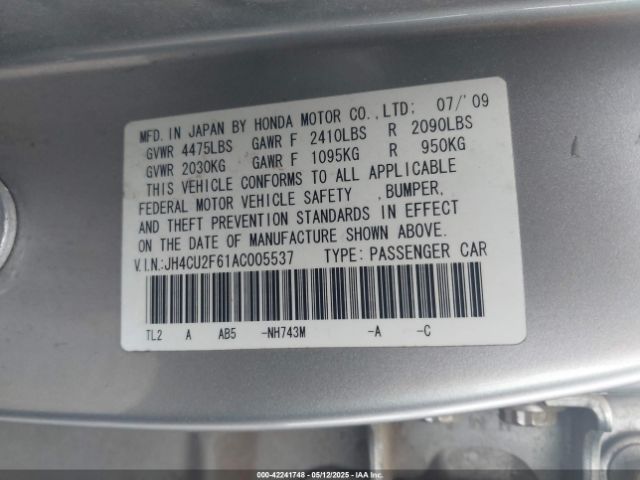 MFD. IN JAPAN BY HONDA MOTOR CO.,LTD: 07/'09
GVWR 4475LBS GAWR F 2410LBS R 2090LBS
GVWR 2030KG GAWR F 1095KG R 950KG
THIS VEHICLE CONFORMS TO ALL APPLICABLE
FEDERAL MOTOR VEHICLE SAFETY ,BUMPER,
AND THEFT PREVENTION STANDARDS IN EFFECT
ON THE DATE OF MANUFACTURE SHOWN ABOVE.
V.I.N.:JH4CU2F61AC005537 TYPE: PASSENGER CAR
TL2 A AB5 -NH743M -A -C
000-42241748 - 05/12/2025 - IAAI.com